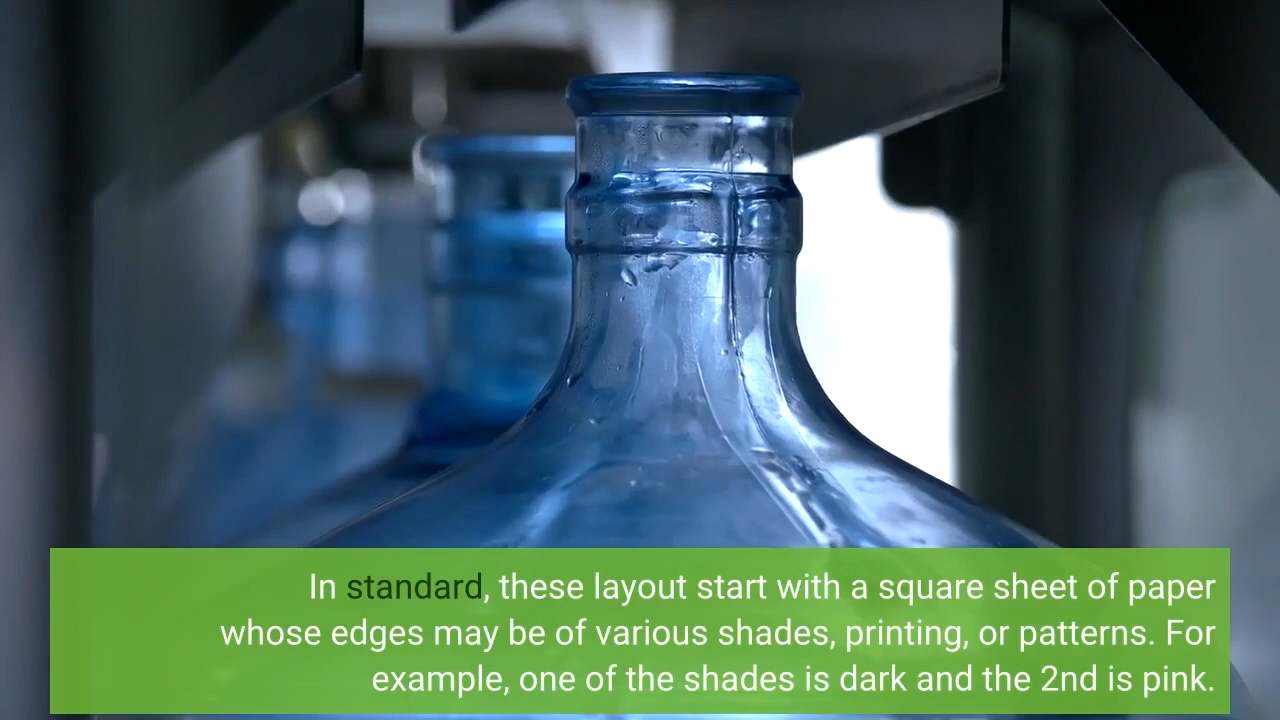 In standard, these layout start with a square sheet of paper
whose edges may be of various shades, printing, or patterns. For
example, one of the shades is dark and the 2nd is pink.